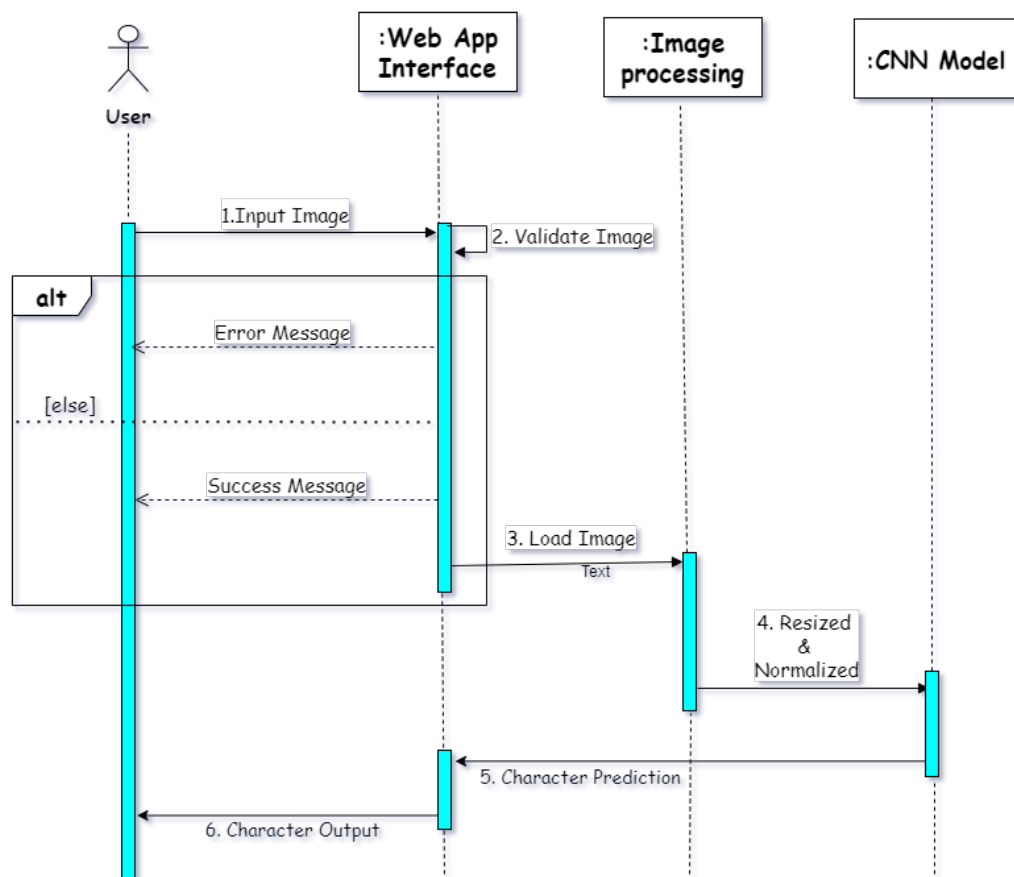 :Web App
Interface
:Image
processing
:CNN Model
User
1.Input Image
2. Validate Image
alt
Error Message
[else]
Success Message
3. Load Image
Text
4. Resized
&
Normalized
5. Character Prediction
6. Character Output